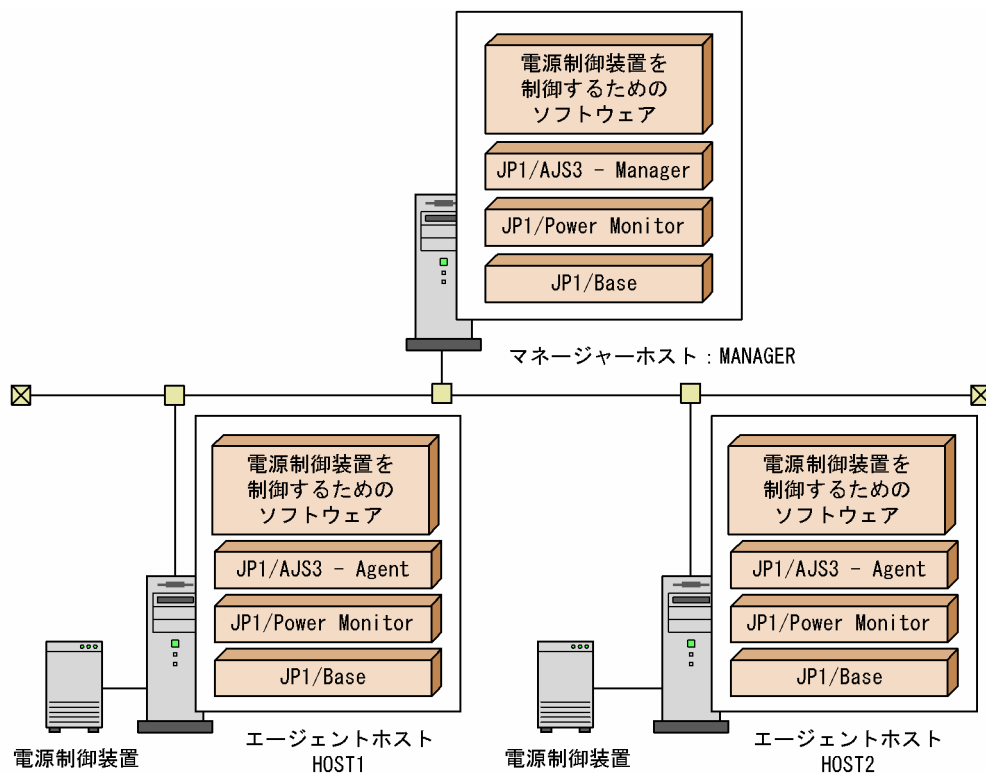 電源制御装置を
制御するための
ソフトウェア
JP1/AJS3 - Manager
JP1/Power Monitor
JP1/Base
マネージャーホスト：MANAGER
電源制御装置を
制御するための
ソフトウェア
JP1/AJS3 - Agent
JP1/Power Monitor
JP1/Base
電源制御装置
エージェントホスト
HOST1
電源制御装置を
制御するための
ソフトウェア
JP1/AJS3 - Agent
JP1/Power Monitor
JP1/Base
電源制御装置
エージェントホスト
HOST2